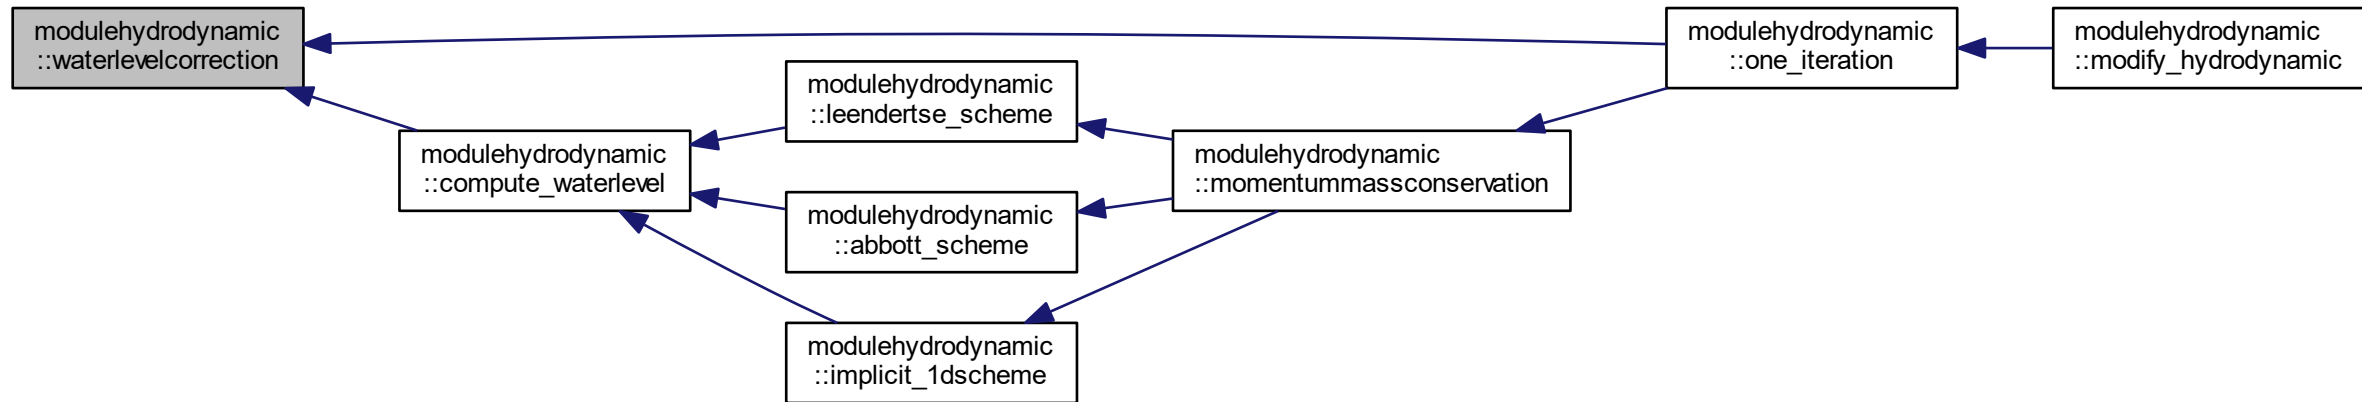 modulehydrodynamic
::waterlevelcorrection
modulehydrodynamic
::compute_waterlevel
modulehydrodynamic
::leendertse_scheme
modulehydrodynamic
::abbott_scheme
modulehydrodynamic
::implicit_1dscheme
modulehydrodynamic
::momentummassconservation
modulehydrodynamic
::one_iteration
modulehydrodynamic
::modify_hydrodynamic